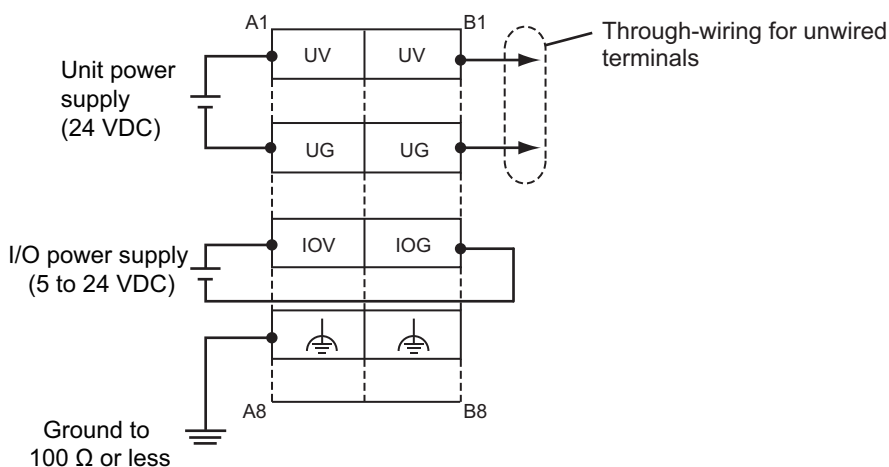 A1
B1
Through-wiring for unwired
terminals
UV
UV
Unit power
supply
(24 VDC)
UG
UG
IOV
IOG
I/O power supply
(5 to 24 VDC)
A8
B8
Ground to
100 Ω or less